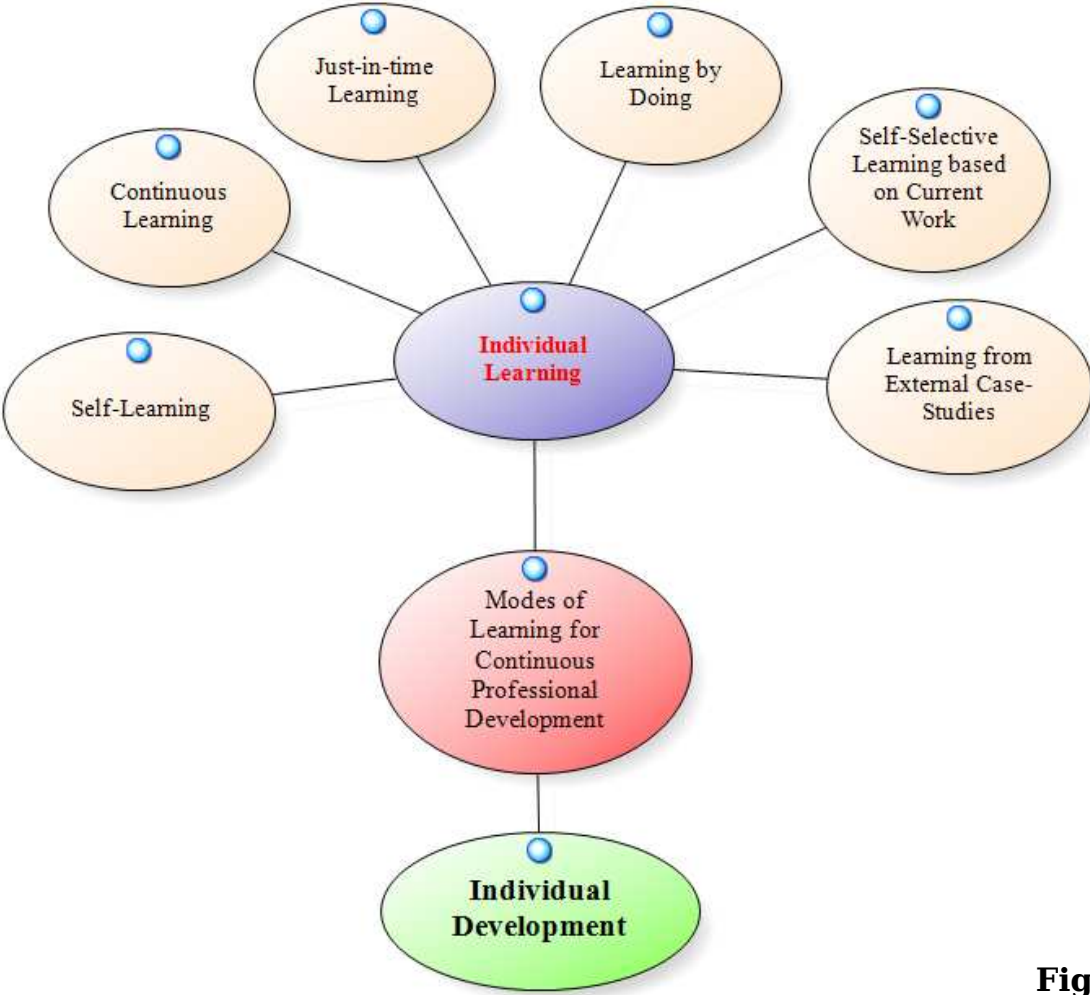 Just-in-time
Learning
Learning by
Doing
Self-Selective
Learning based
on Current
Work
Continuous
Learning
Individual
Learning
Learning from
External Case-
Studies
Self-Learning
Modes of
Learning for
Continuous
Professional
Development
Individual
Development
Fig